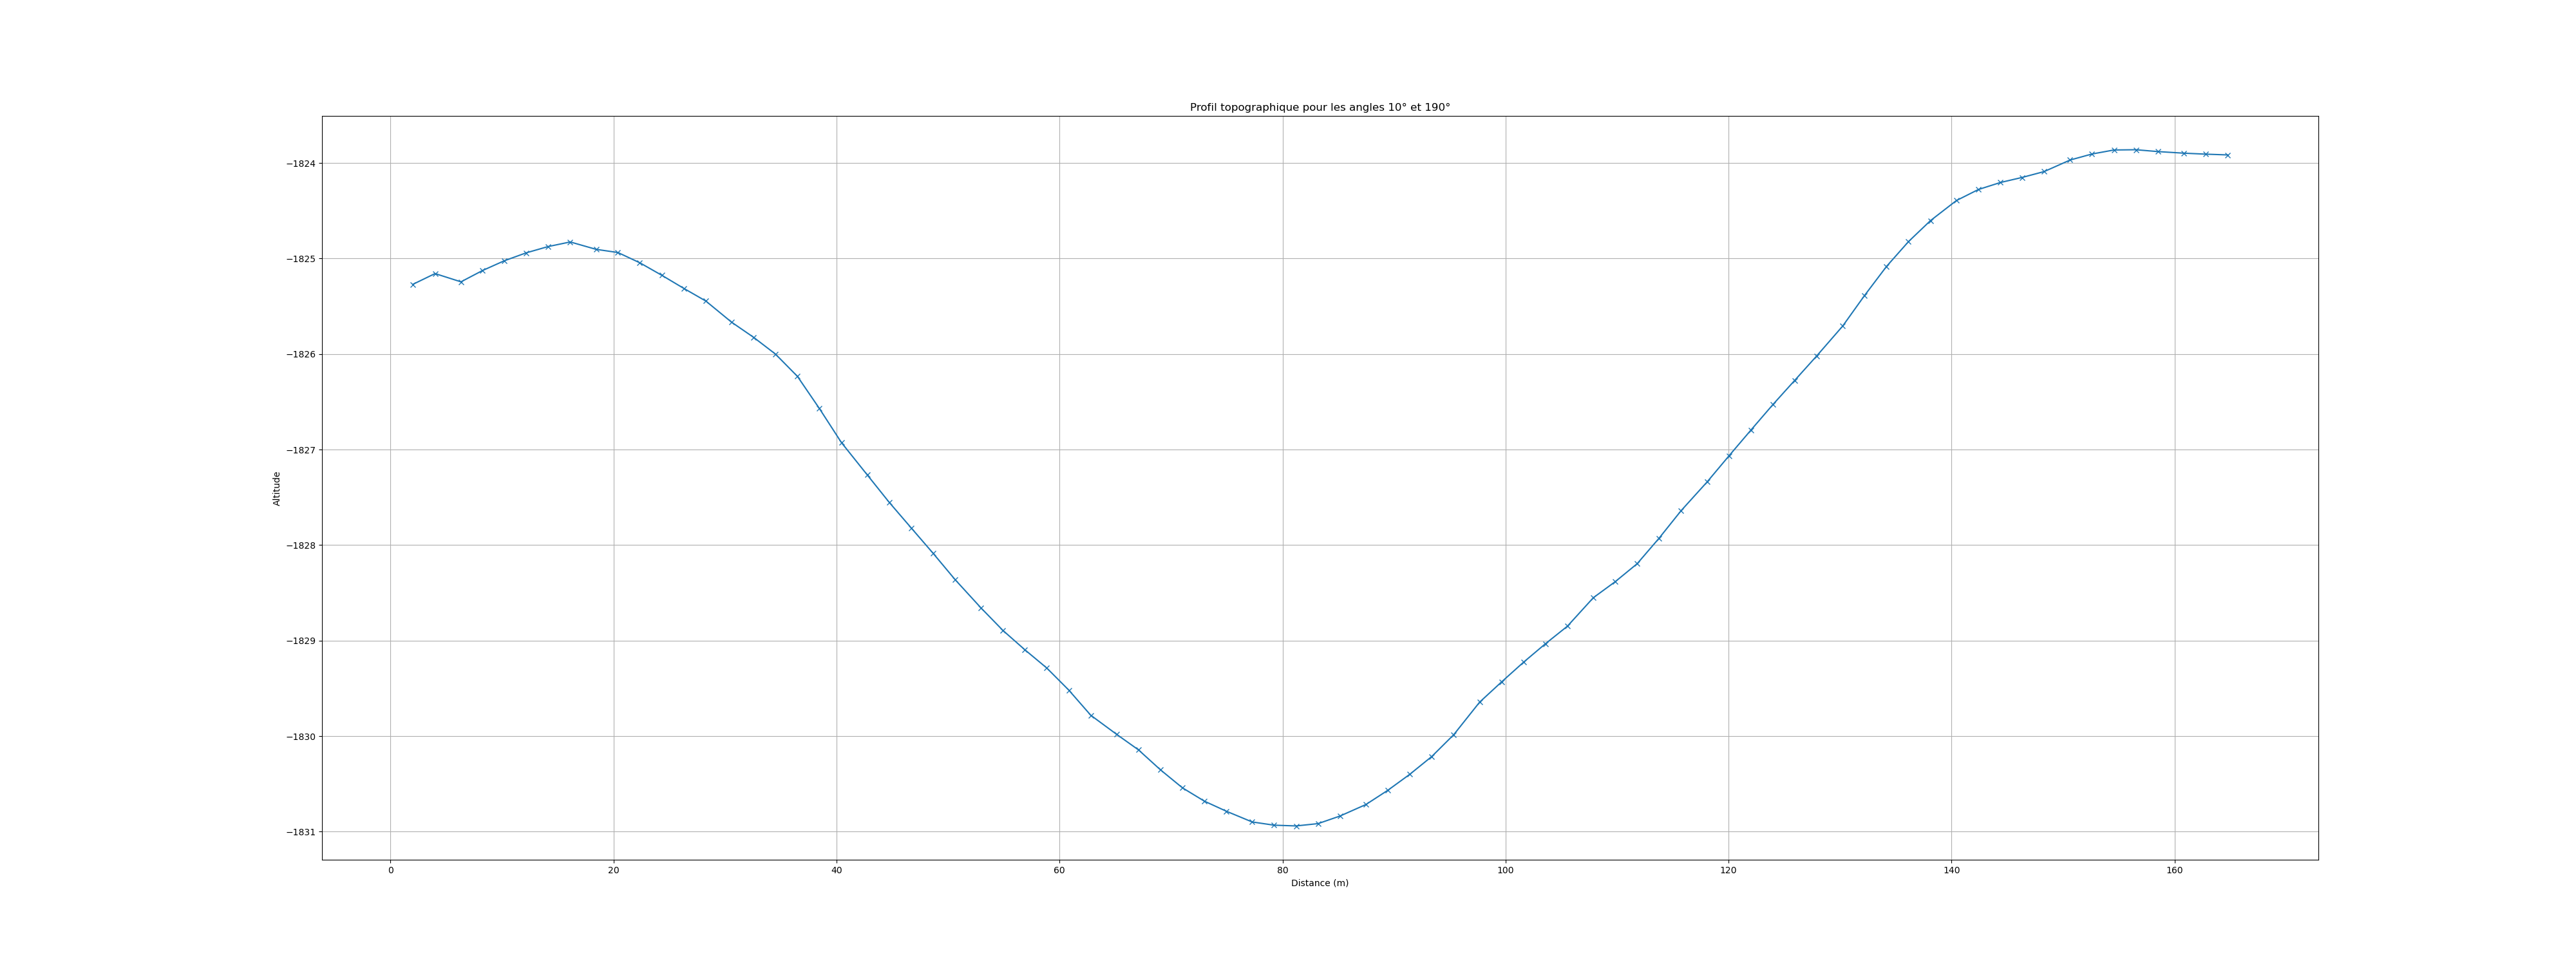 Profil topographique pour les angles 10° et 190°
−1824
−1825
−1826
−1827
−1828
−1829
−1830
−1831
Altitude
0 20 40 60 80 100 120 140 160
Distance (m)